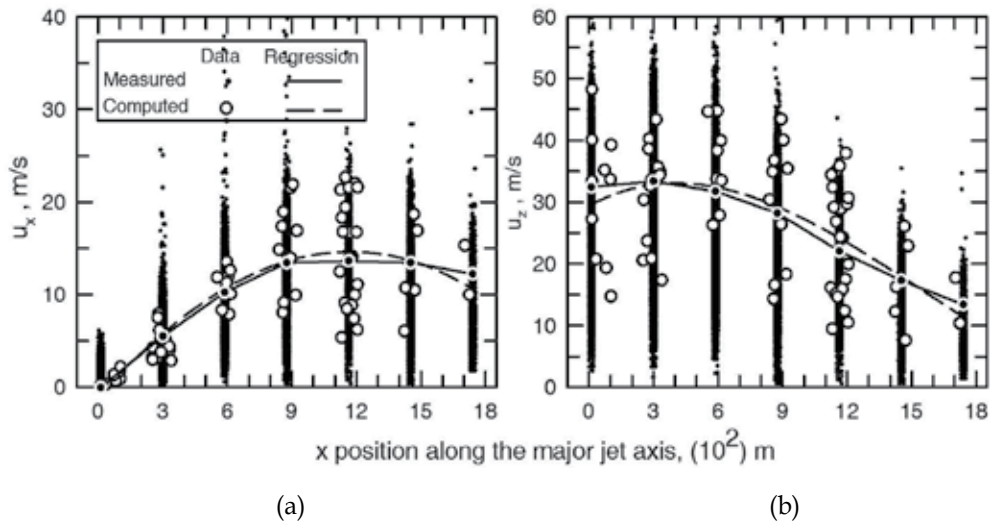 40
30
20
10
0
u_x , m/s
Data Regression
Measured
Computed
0 3 6 9 12 15 18
60
50
40
30
20
10
0
u_z , m/s
0 3 6 9 12 15 18
x position along the major jet axis, (10^2) m
(a) (b)